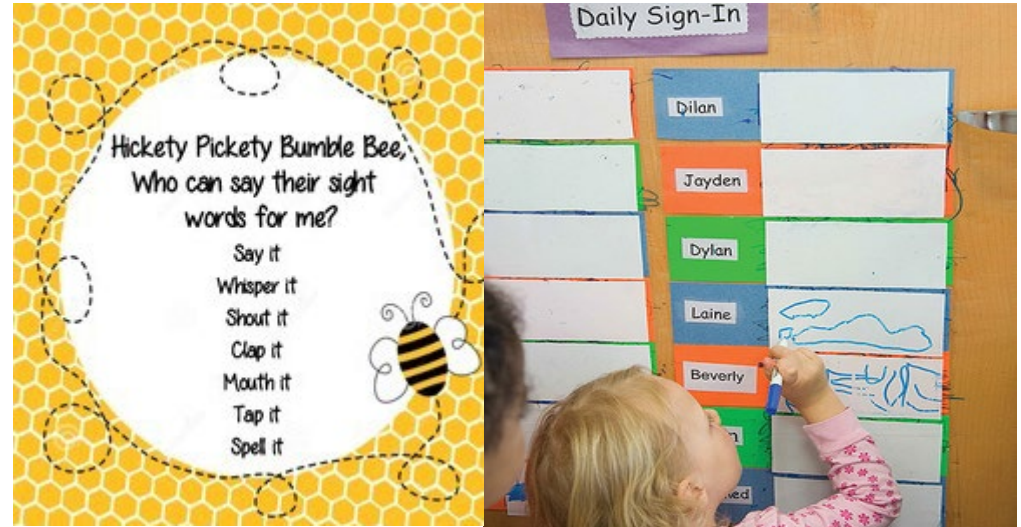 Hickety Pickety Bumble Bee,
Who can say their sight
words for me?
Say it
Whisper it
Shout it
Clap it
Mouth it
Tap it
Spell it
Daily Sign-In
Dilan
Jayden
Dylan
Laine
Beverly